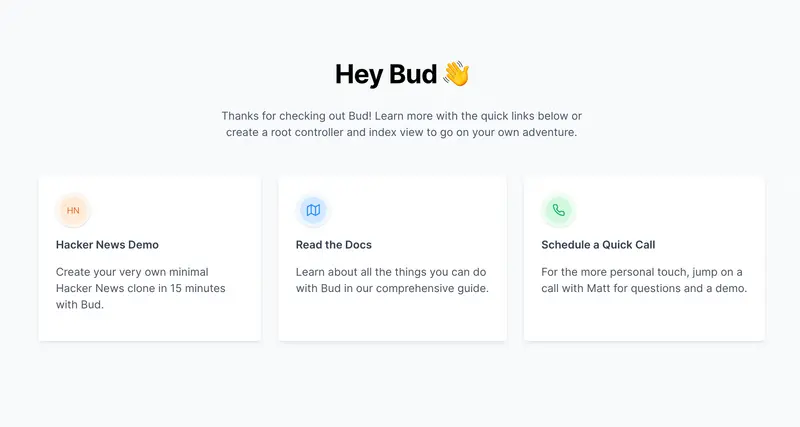 Hey Bud 👋
Thanks for checking out Bud! Learn more with the quick links below or
create a root controller and index view to go on your own adventure.
HN
Hacker News Demo
Create your very own minimal
Hacker News clone in 15 minutes
with Bud.
Read the Docs
Learn about all the things you can do
with Bud in our comprehensive guide.
Schedule a Quick Call
For the more personal touch, jump on a
call with Matt for questions and a demo.